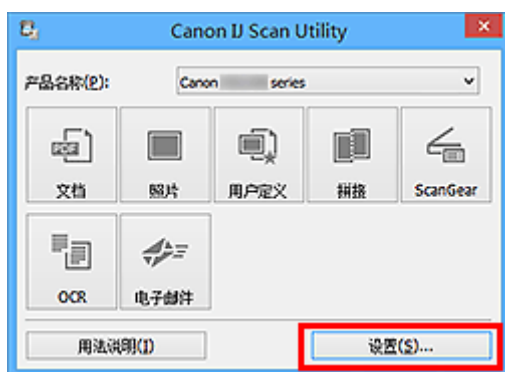 Canon IJ Scan Utility
产品名称(P): Canon series
PDF
文档 照片 用户定义 拼接 ScanGear
OCR 电子邮件
用法说明(I) 设置(S)...